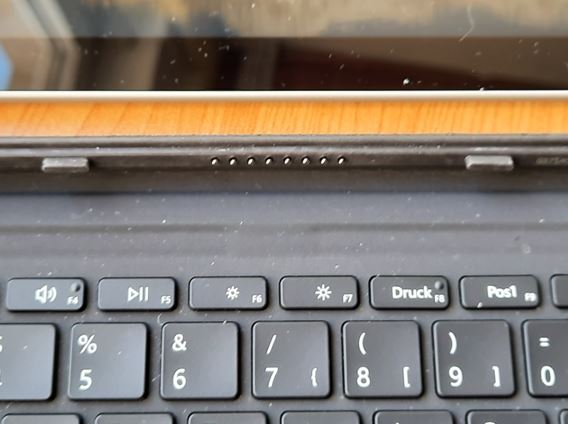 F4 F5 F6 F7 Druck F8 Pos1 F9
% & / ( ) =
5 6 7 { 8 [ 9 ] 0